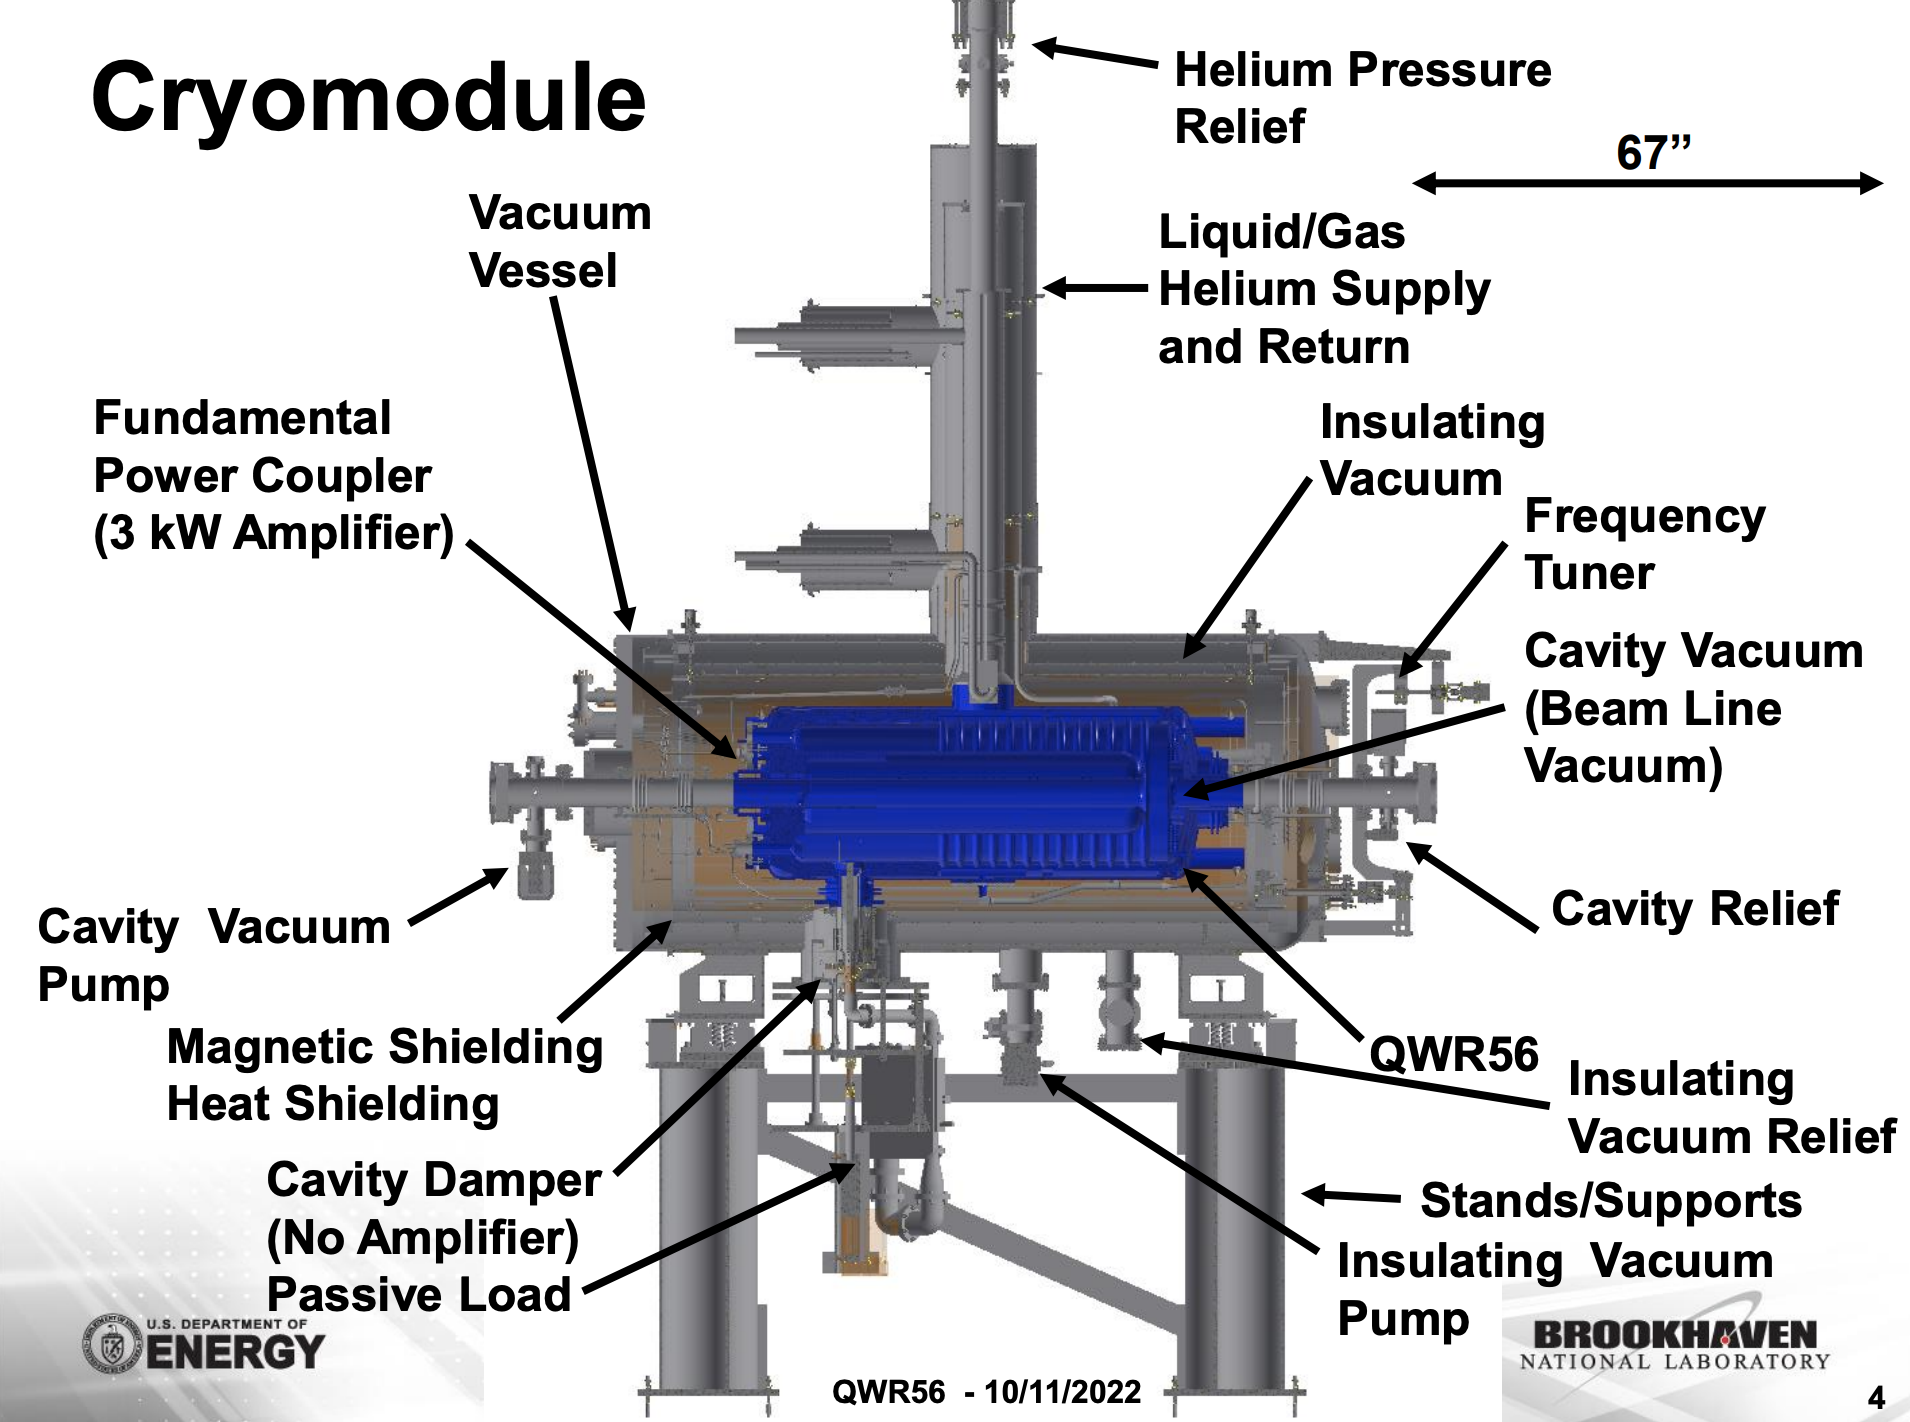 Cryomodule
Helium Pressure
Relief
67”
Vacuum
Vessel
Liquid/Gas
Helium Supply
and Return
Fundamental
Power Coupler
(3 kW Amplifier)
Insulating
Vacuum
Frequency
Tuner
Cavity Vacuum
(Beam Line
Vacuum)
Cavity Relief
Cavity  Vacuum
Pump
Magnetic Shielding
Heat Shielding
QWR56
Insulating
Vacuum Relief
Cavity Damper
(No Amplifier)
Passive Load
Stands/Supports
Insulating  Vacuum
Pump
U.S. DEPARTMENT OF
ENERGY
BROOKHAVEN
NATIONAL LABORATORY
QWR56  - 10/11/2022
4